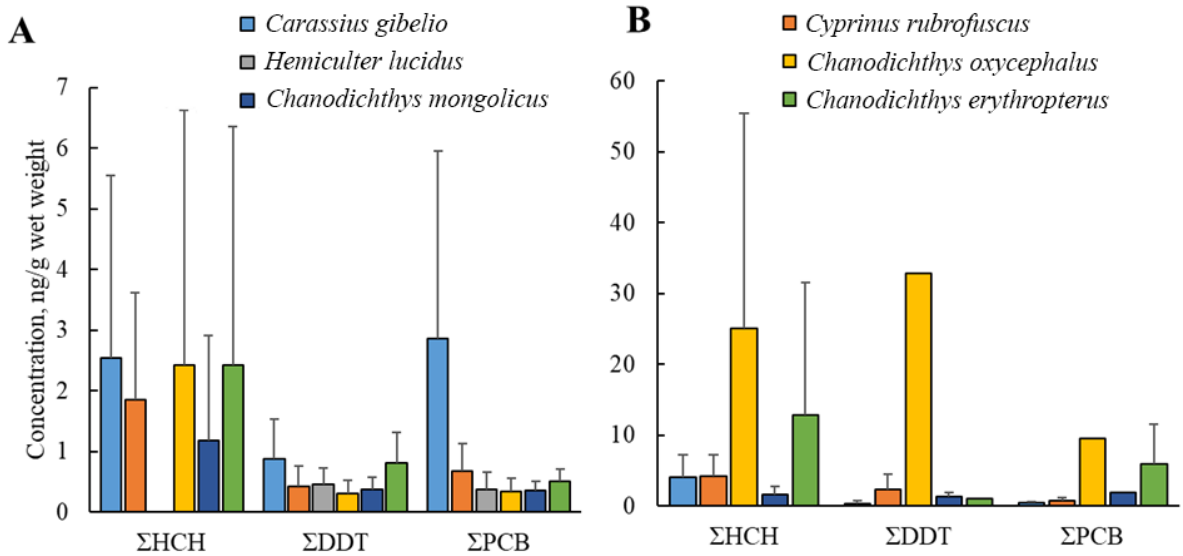 A
Carassius gibelio
Hemiculter lucidus
Chanodichthys mongolicus
Concentration, ng/g wet weight
7
6
5
4
3
2
1
0
ΣHCH ΣDDT ΣPCB
B
Cyprinus rubrofuscus
Chanodichthys oxycephalus
Chanodichthys erythropterus
60
50
40
30
20
10
0
ΣHCH ΣDDT ΣPCB